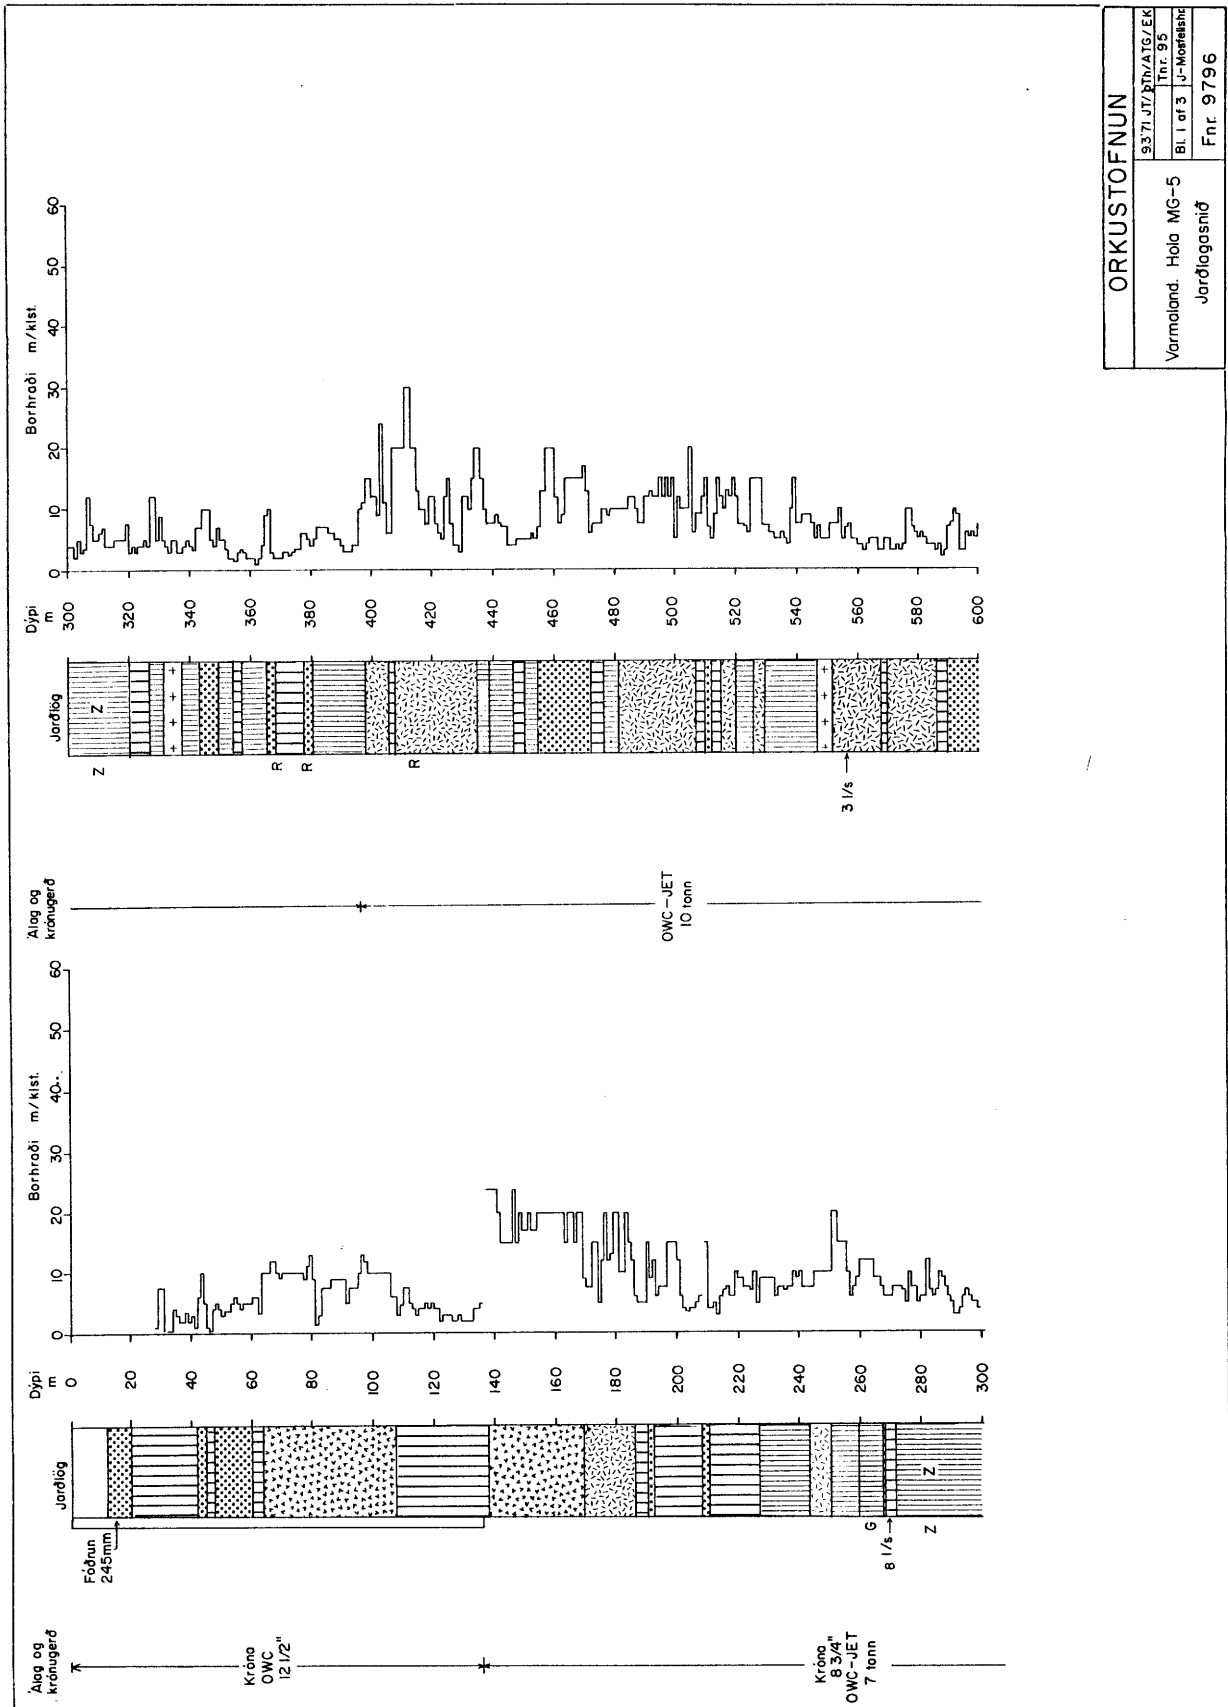 ORKUSTOFNUN
Varmaland. Hola MG-5
Jarðlagasnið
9.3'71 JT/ÞTh/ATG/EK
Tnr. 95
Bl. 1 af 3
J-Mosfellshr
Fnr. 9796
Álag og
krónugerð
Fóðrun
245mm
Jarðlög
Dýpi
m
Borhraði m/klst.
0 10 20 30 40 50 60
0 20 40 60 80 100 120 140 160 180 200 220 240 260 280 300
Króna
OWC
12 1/2"
Króna
8 3/4"
OWC-JET
7 tonn
G
8 l/s
Z
Z
Álag og
krónugerð
Jarðlög
Dýpi
m
Borhraði m/klst.
0 10 20 30 40 50 60
300 320 340 360 380 400 420 440 460 480 500 520 540 560 580 600
Z
Z
R
R
R
3 l/s
OWC-JET
10 tonn